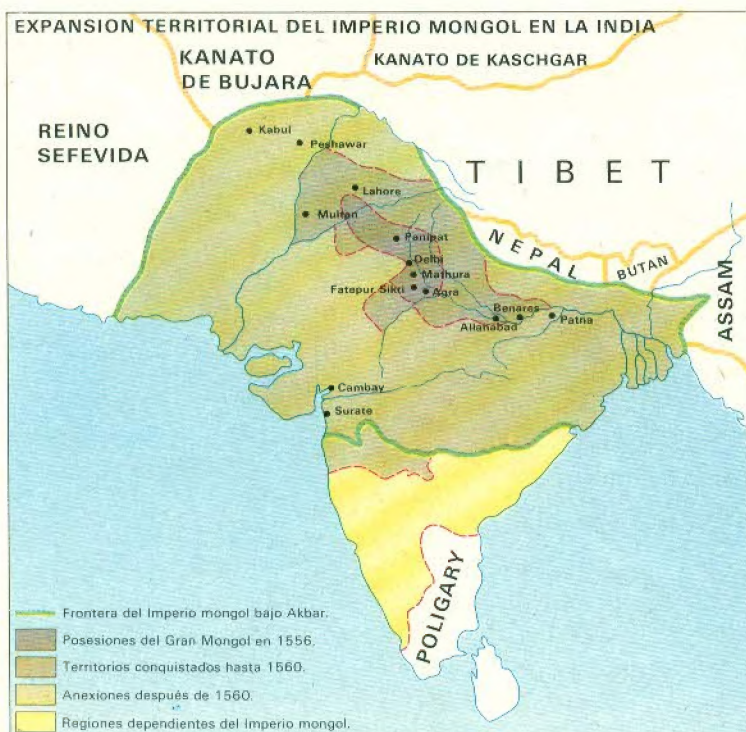 EXPANSION TERRITORIAL DEL IMPERIO MONGOL EN LA INDIA
KANATO
DE BUJARA
KANATO DE KASCHGAR
REINO
SEFEVIDA
Kabul
Peshawar
TIBET
Lahore
Multan
Panipat
NEPAL
BUTAN
ASSAM
Delhi
Mathura
Fatepur Sikri
Agra
Benares
Allahabad
Patna
Cambay
Surate
POLIGARY
Frontera del Imperio mongol bajo Akbar.
Posesiones del Gran Mongol en 1556.
Territorios conquistados hasta 1560.
Anexiones después de 1560.
Regiones dependientes del Imperio mongol.